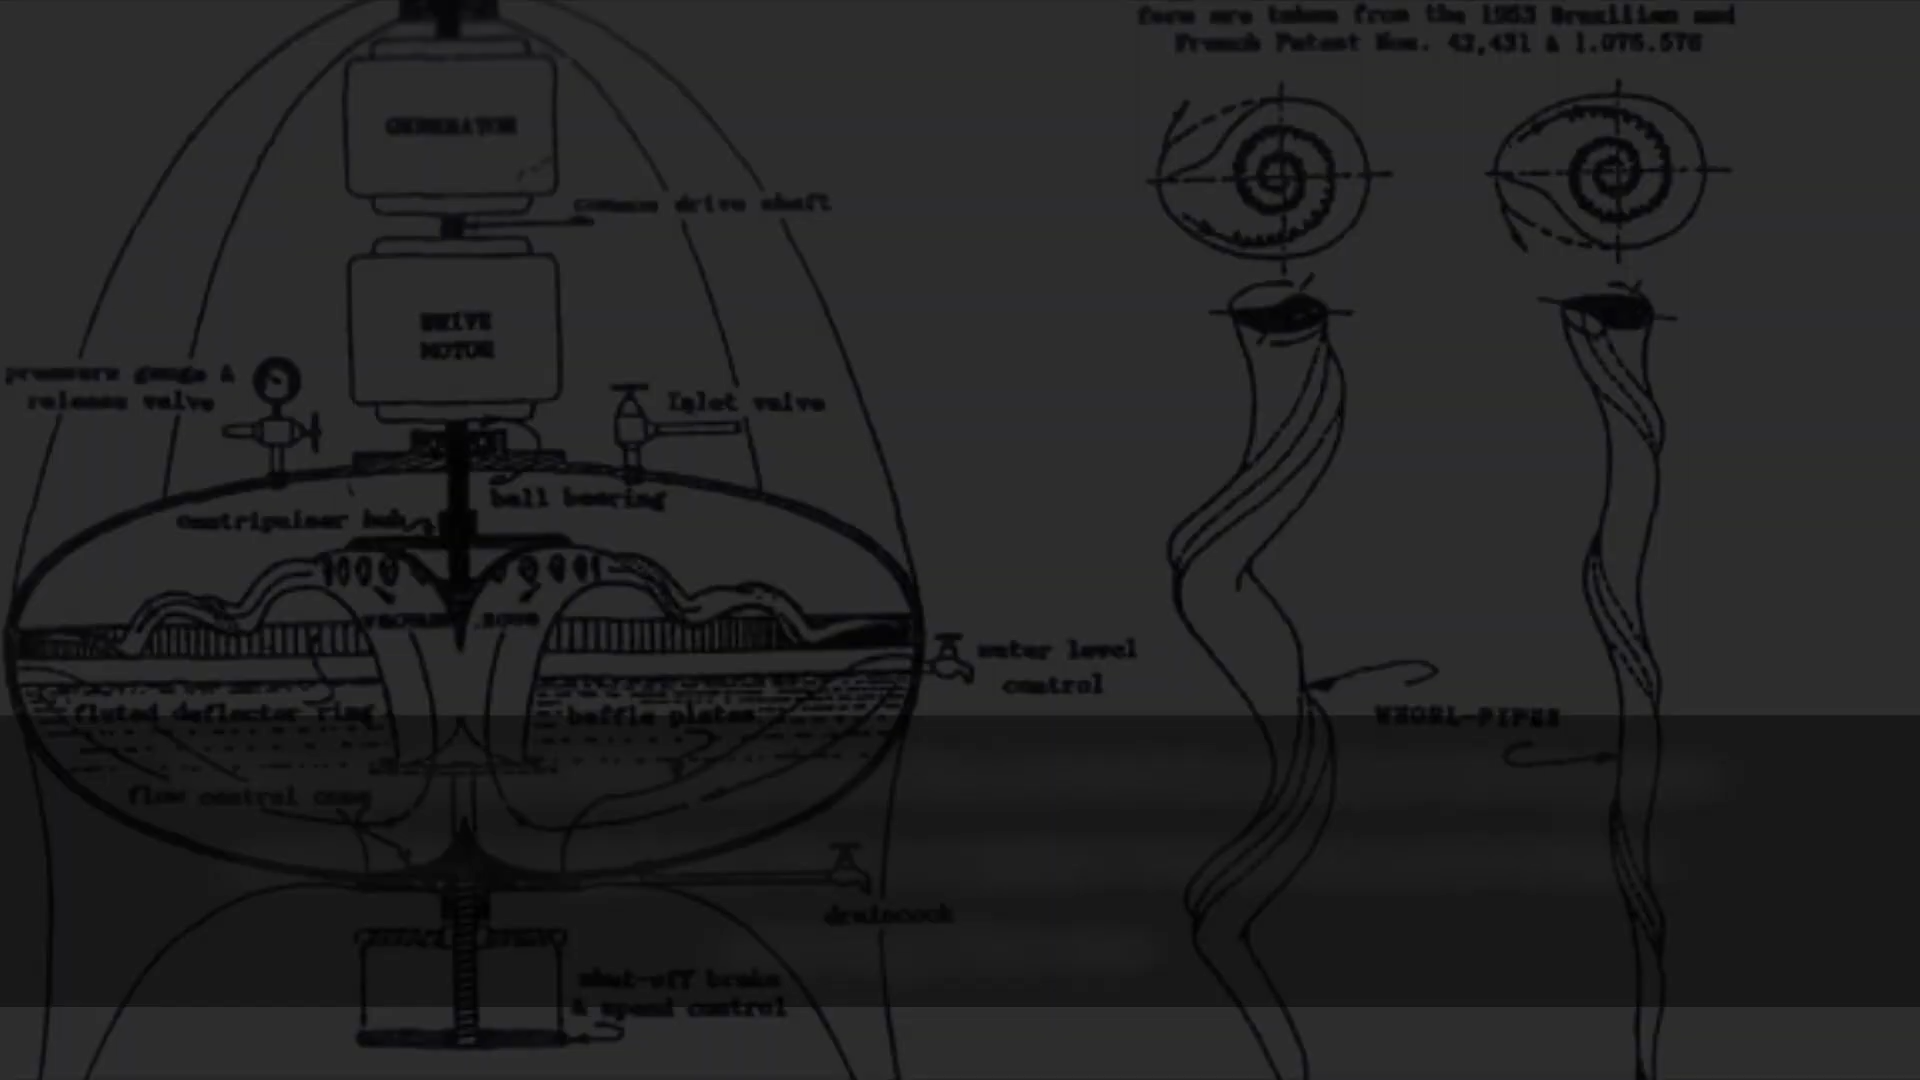 form are taken from the 1953 Brazilian and
French Patent Nos. 42,431 & 1.076.576
GENERATOR
common drive shaft
DRIVE
MOTOR
pressure gauge &
release valve
Inlet valve
ball bearing
Centripulser hub
VACUUM ZONE
water level
control
fluted deflector ring
baffle plates
WHORL-PIPES
flow control cone
draincock
shut-off brake
& speed control